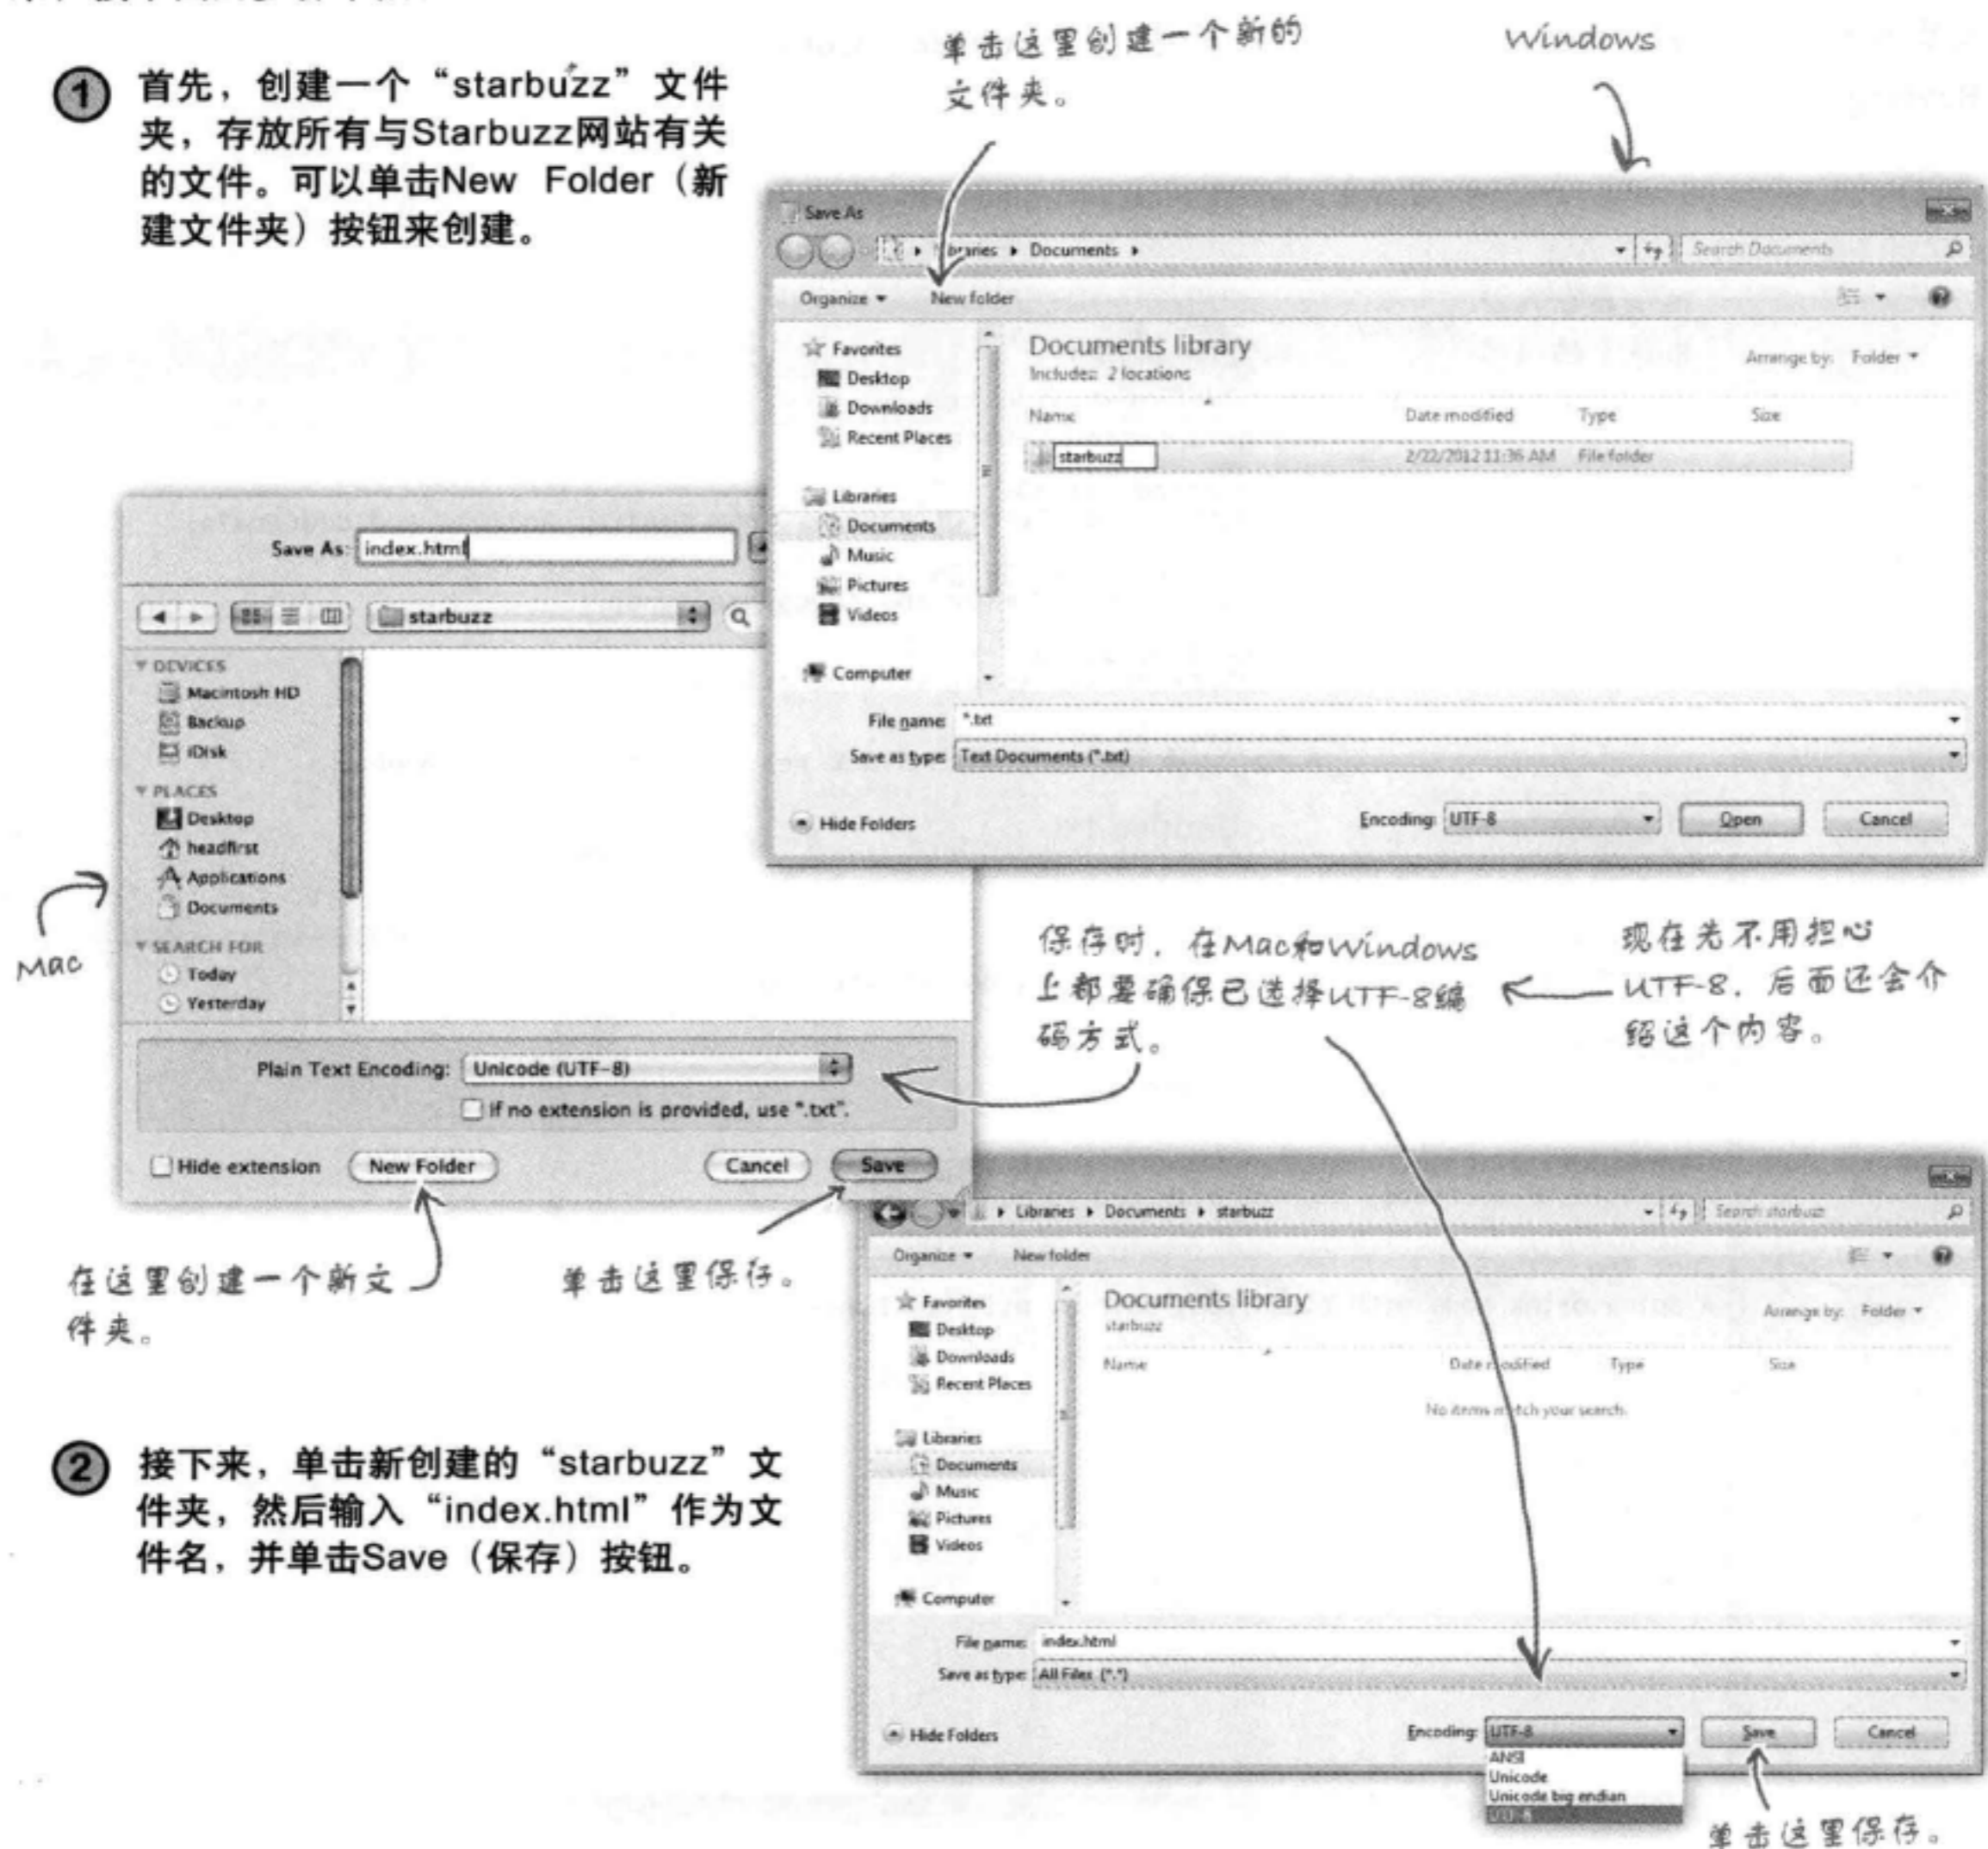 单击这里创建一个新的
文件夹。
Windows
① 首先，创建一个“starbuzz”文件
夹，存放所有与Starbuzz网站有关
的文件。可以单击New Folder（新
建文件夹）按钮来创建。
Save As
Libraries ▸ Documents ▸
Search Documents
Organize ▾ New folder
Favorites
Desktop
Downloads
Recent Places
Libraries
Documents
Music
Pictures
Videos
Computer
Documents library
Includes: 2 locations
Arrange by: Folder ▾
Name Date modified Type Size
starbuzz 2/22/2012 11:36 AM File folder
File name: *.txt
Save as type: Text Documents (*.txt)
Hide Folders
Encoding: UTF-8 Open Cancel
Save As: index.html
starbuzz
DEVICES
Macintosh HD
Backup
iDisk
PLACES
Desktop
headfirst
Applications
Documents
SEARCH FOR
Today
Yesterday
Plain Text Encoding: Unicode (UTF-8)
If no extension is provided, use ".txt".
Hide extension New Folder Cancel Save
Mac
保存时，在Mac和Windows
上都要确保已选择UTF-8编
码方式。
现在先不用担心
UTF-8，后面还会介
绍这个内容。
在这里创建一个新文
件夹。
单击这里保存。
② 接下来，单击新创建的“starbuzz”文
件夹，然后输入“index.html”作为文
件名，并单击Save（保存）按钮。
▸ Libraries ▸ Documents ▸ starbuzz
Search starbuzz
Organize ▾ New folder
Favorites
Desktop
Downloads
Recent Places
Libraries
Documents
Music
Pictures
Videos
Computer
Documents library
starbuzz
Arrange by: Folder ▾
Name Date modified Type Size
No items match your search.
File name: index.html
Save as type: All Files (*.*)
Hide Folders
Encoding: UTF-8 Save Cancel
ANSI
Unicode
Unicode big endian
UTF-8
单击这里保存。